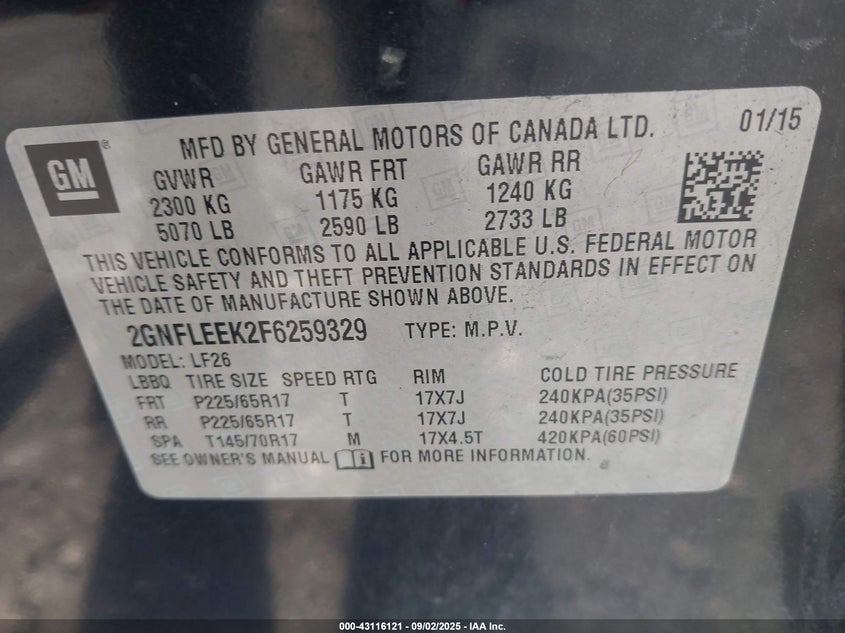 GM
MFD BY GENERAL MOTORS OF CANADA LTD. 01/15
GVWR GAWR FRT GAWR RR
2300 KG 1175 KG 1240 KG
5070 LB 2590 LB 2733 LB
THIS VEHICLE CONFORMS TO ALL APPLICABLE U.S. FEDERAL MOTOR
VEHICLE SAFETY AND THEFT PREVENTION STANDARDS IN EFFECT ON
THE DATE OF MANUFACTURE SHOWN ABOVE.
2GNFLEEK2F6259329 TYPE: M.P.V.
MODEL: LF26
LBBQ TIRE SIZE SPEED RTG RIM COLD TIRE PRESSURE
FRT P225/65R17 T 17X7J 240KPA(35PSI)
RR P225/65R17 T 17X7J 240KPA(35PSI)
SPA T145/70R17 M 17X4.5T 420KPA(60PSI)
SEE OWNER'S MANUAL i FOR MORE INFORMATION.
000-43116121 - 09/02/2025 - IAA Inc.